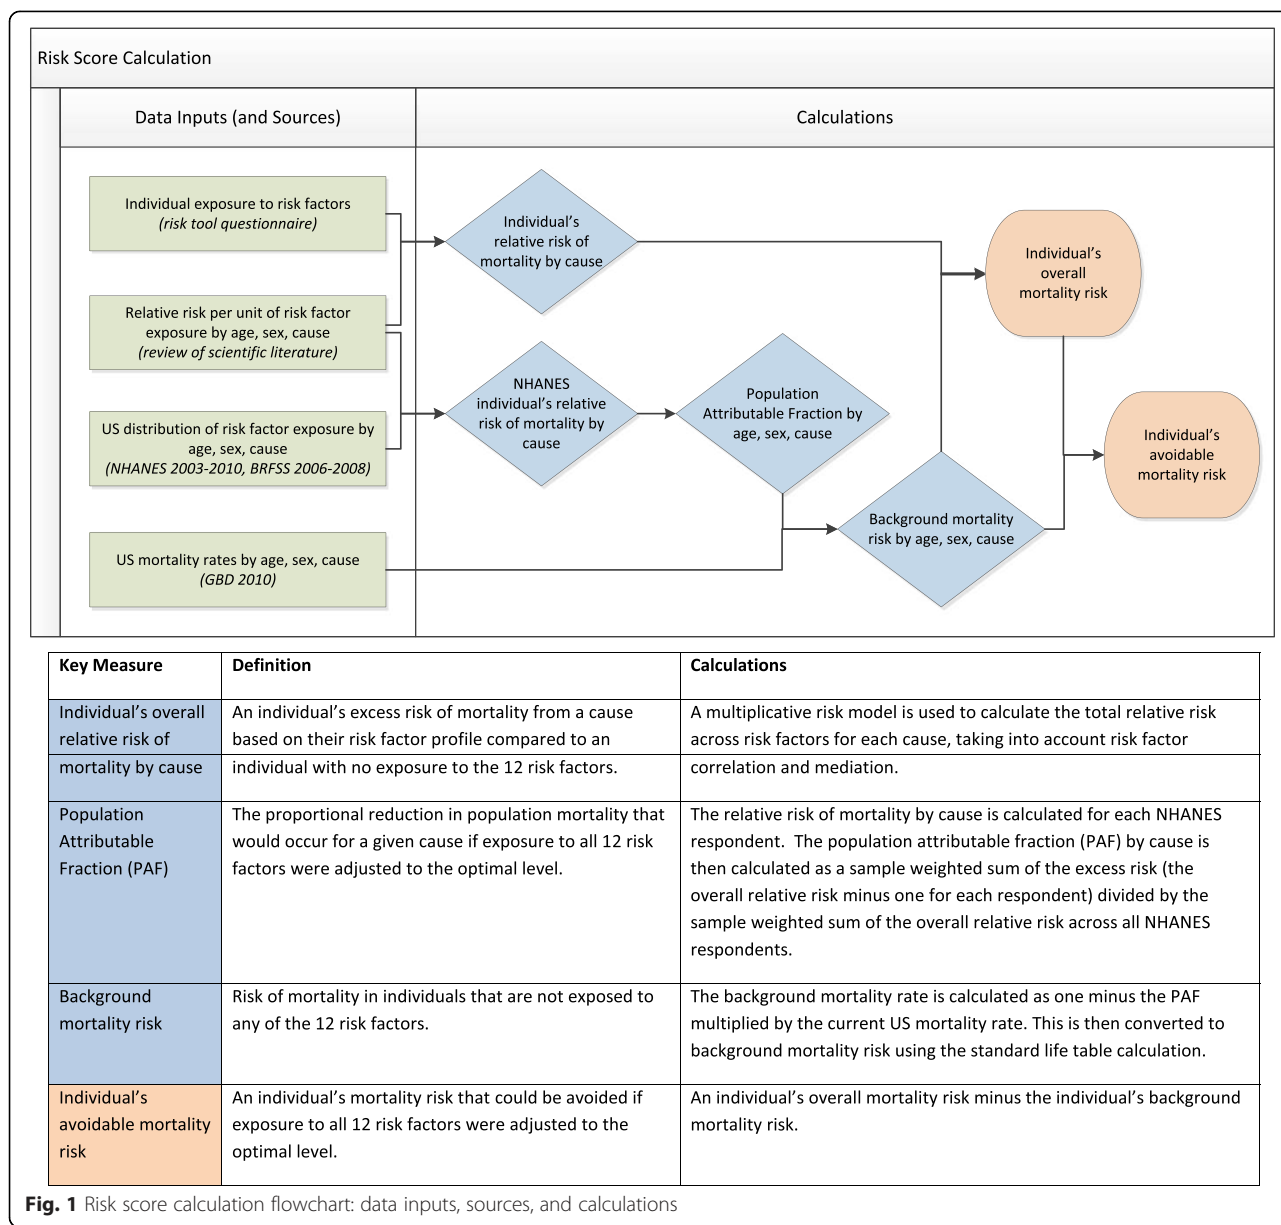 Risk Score Calculation
Data Inputs (and Sources)
Calculations
Individual exposure to risk factors
(risk tool questionnaire)
Relative risk per unit of risk factor
exposure by age, sex, cause
(review of scientific literature)
US distribution of risk factor exposure by
age, sex, cause
(NHANES 2003-2010, BRFSS 2006-2008)
US mortality rates by age, sex, cause
(GBD 2010)
Individual’s
relative risk of
mortality by cause
NHANES
individual’s relative
risk of mortality by
cause
Population
Attributable Fraction by
age, sex, cause
Background mortality
risk by age, sex, cause
Individual’s
overall
mortality risk
Individual’s
avoidable
mortality risk
Key Measure
Definition
Calculations
Individual’s overall
relative risk of
mortality by cause
An individual’s excess risk of mortality from a cause
based on their risk factor profile compared to an
individual with no exposure to the 12 risk factors.
A multiplicative risk model is used to calculate the total relative risk
across risk factors for each cause, taking into account risk factor
correlation and mediation.
Population
Attributable
Fraction (PAF)
The proportional reduction in population mortality that
would occur for a given cause if exposure to all 12 risk
factors were adjusted to the optimal level.
The relative risk of mortality by cause is calculated for each NHANES
respondent.  The population attributable fraction (PAF) by cause is
then calculated as a sample weighted sum of the excess risk (the
overall relative risk minus one for each respondent) divided by the
sample weighted sum of the overall relative risk across all NHANES
respondents.
Background
mortality risk
Risk of mortality in individuals that are not exposed to
any of the 12 risk factors.
The background mortality rate is calculated as one minus the PAF
multiplied by the current US mortality rate. This is then converted to
background mortality risk using the standard life table calculation.
Individual’s
avoidable mortality
risk
An individual’s mortality risk that could be avoided if
exposure to all 12 risk factors were adjusted to the
optimal level.
An individual’s overall mortality risk minus the individual’s background
mortality risk.
Fig. 1 Risk score calculation flowchart: data inputs, sources, and calculations